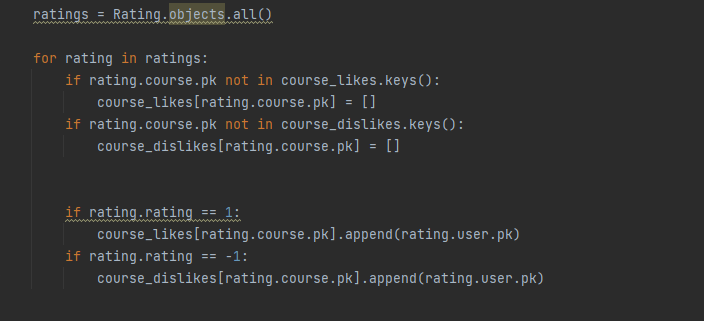 ratings = Rating.objects.all()
for rating in ratings:
if rating.course.pk not in course_likes.keys():
course_likes[rating.course.pk] = []
if rating.course.pk not in course_dislikes.keys():
course_dislikes[rating.course.pk] = []
if rating.rating == 1:
course_likes[rating.course.pk].append(rating.user.pk)
if rating.rating == -1:
course_dislikes[rating.course.pk].append(rating.user.pk)